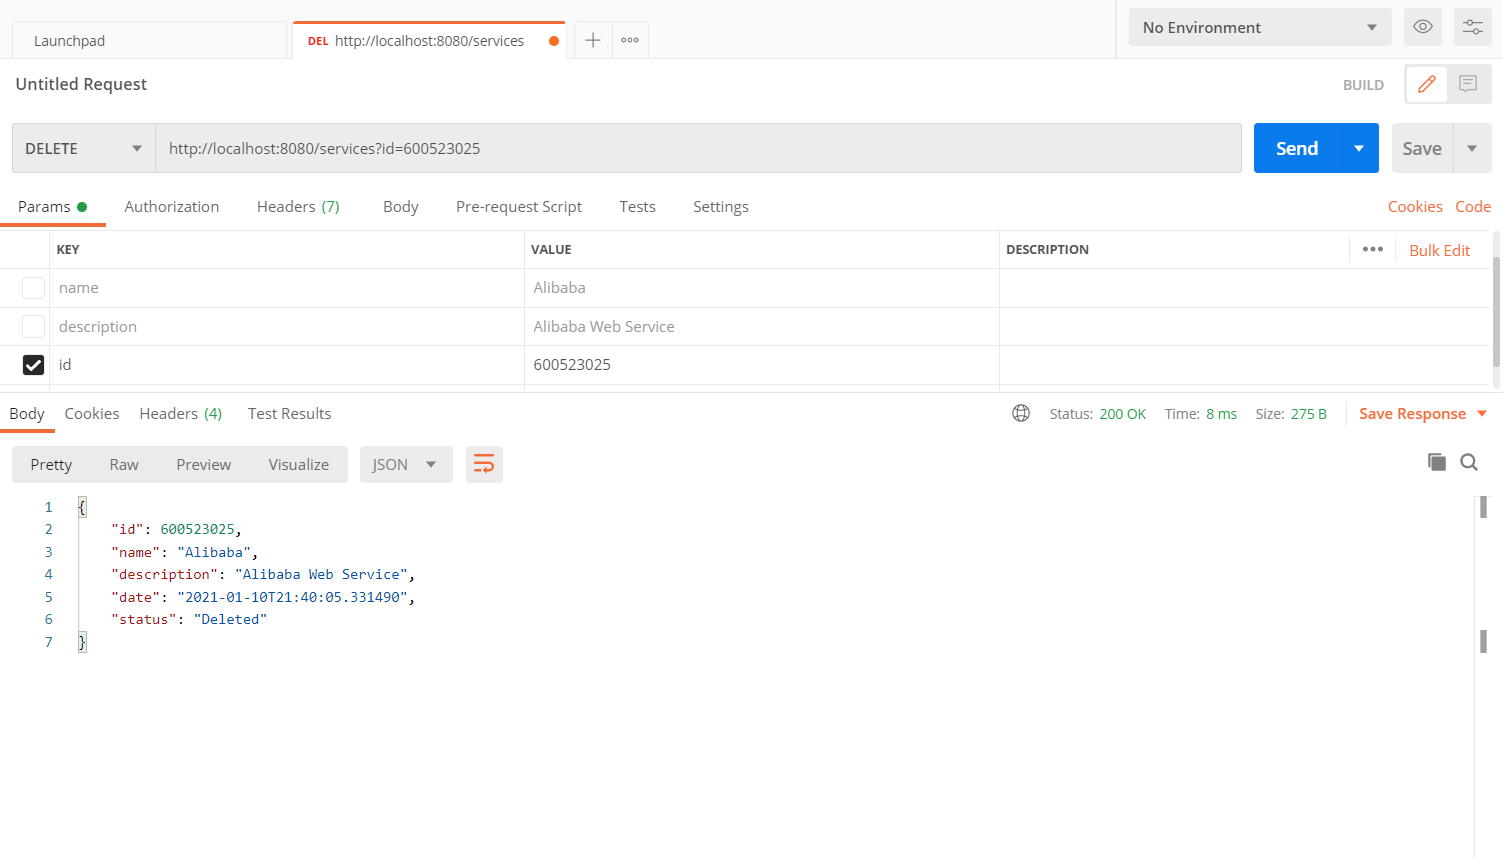 Launchpad
DEL http://localhost:8080/services
No Environment
Untitled Request
BUILD
DELETE
http://localhost:8080/services?id=600523025
Send
Save
Params
Authorization
Headers (7)
Body
Pre-request Script
Tests
Settings
Cookies
Code
KEY
VALUE
DESCRIPTION
Bulk Edit
name
Alibaba
description
Alibaba Web Service
id
600523025
Body
Cookies
Headers (4)
Test Results
Status: 200 OK
Time: 8 ms
Size: 275 B
Save Response
Pretty
Raw
Preview
Visualize
JSON
1 {
2 "id": 600523025,
3 "name": "Alibaba",
4 "description": "Alibaba Web Service",
5 "date": "2021-01-10T21:40:05.331490",
6 "status": "Deleted"
7 }